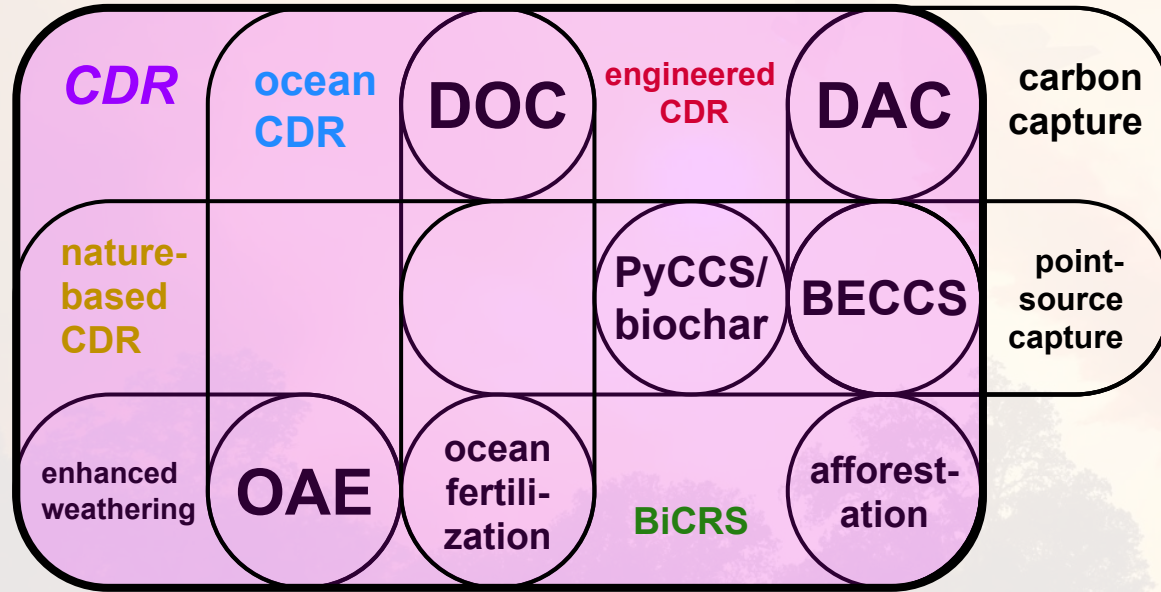 CDR
ocean
CDR
DOC
engineered
CDR
DAC
carbon
capture
nature-
based
CDR
PyCCS/
biochar
BECCS
point-
source
capture
enhanced
weathering
OAE
ocean
fertili-
zation
BiCRS
afforest-
ation